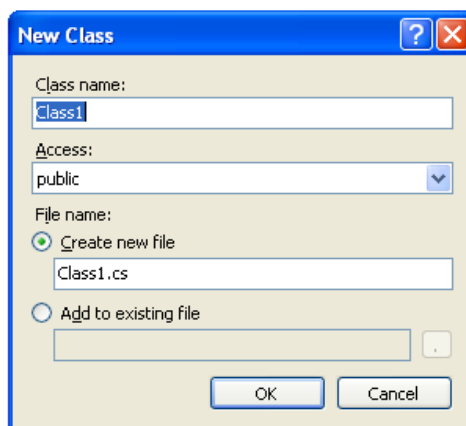 New Class
?
Class name:
Class1
Access:
public
File name:
Create new file
Class1.cs
Add to existing file
.
OK
Cancel